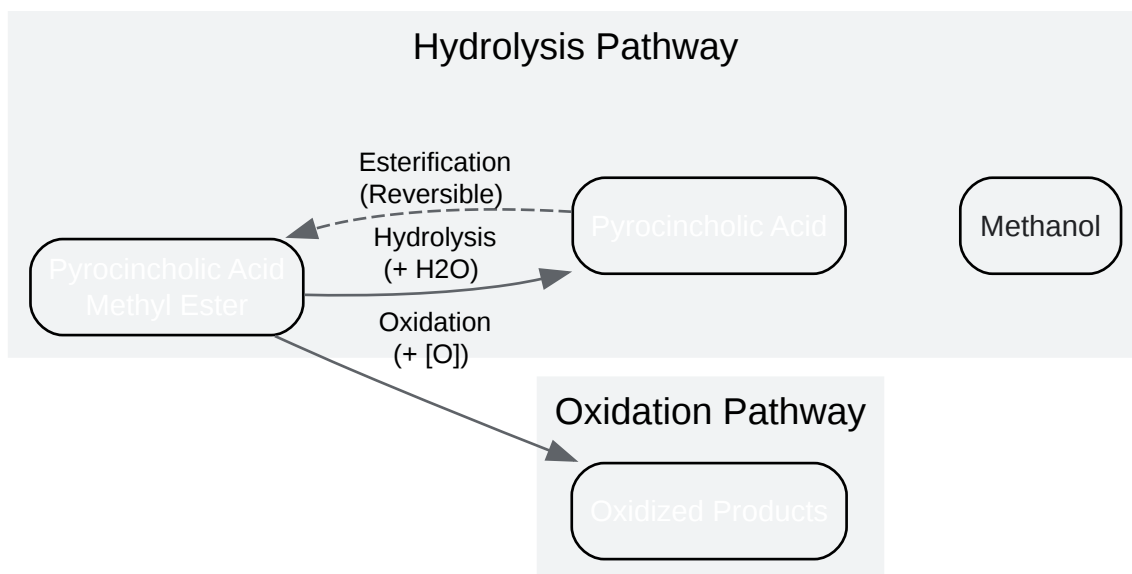 Hydrolysis Pathway
Esterification
(Reversible)
Pyrocincholic Acid
Methanol
Hydrolysis
(+ H2O)
Pyrocincholic Acid
Methyl Ester
Oxidation
(+ [O])
Oxidation Pathway
Oxidized Products